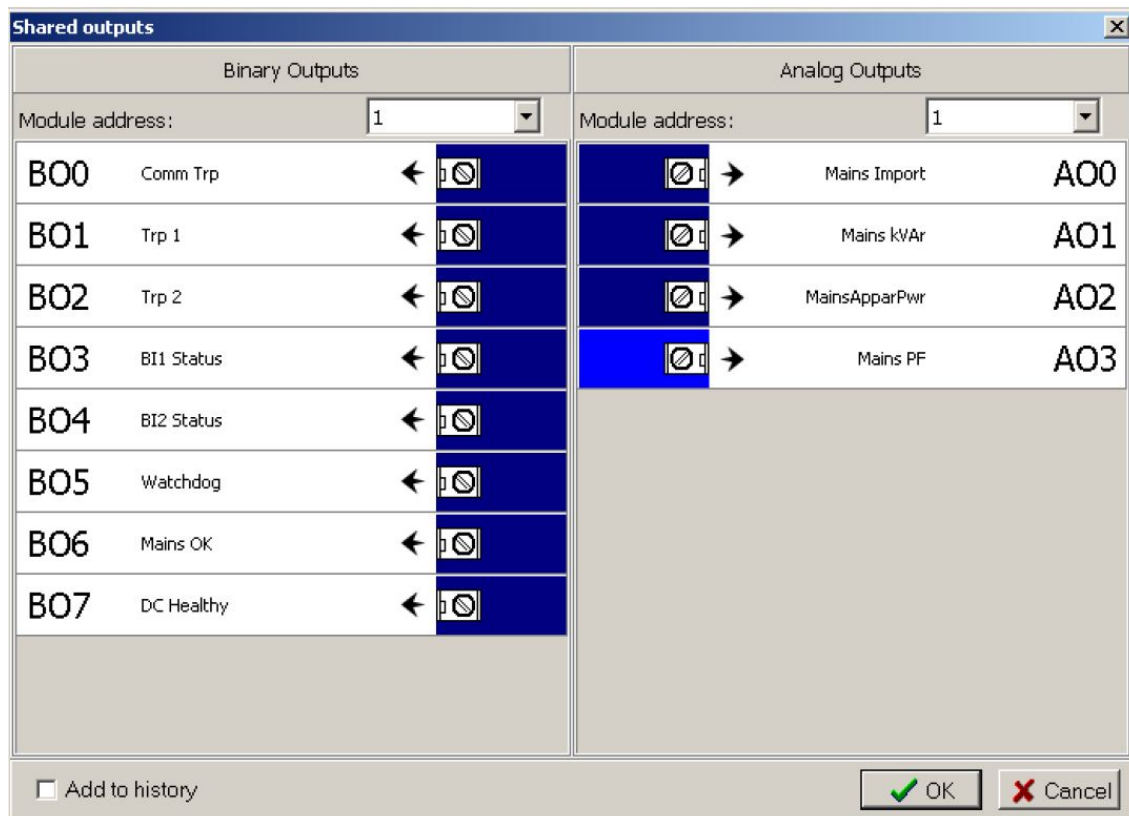 Shared outputs
Binary Outputs
Module address: 1
BO0 Comm Trp
BO1 Trp 1
BO2 Trp 2
BO3 BI1 Status
BO4 BI2 Status
BO5 Watchdog
BO6 Mains OK
BO7 DC Healthy
Analog Outputs
Module address: 1
Mains Import AO0
Mains kVAr AO1
MainsApparPwr AO2
Mains PF AO3
Add to history
OK
Cancel